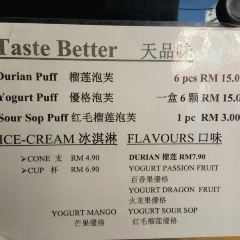 Taste Better 天品味
Durian Puff 榴莲泡芙 6 pcs RM 15.0
Yogurt Puff 優格泡芙 一盒 6 颗 RM 15.0
Sour Sop Puff 红毛榴莲泡芙 1 pc RM 3.00
ICE-CREAM 冰淇淋 FLAVOURS 口味
➢ CONE 支 / RM 4.90
➢ CUP 杯 / RM 6.90
DURIAN 榴莲 RM7.90
YOGURT PASSION FRUIT
百香果優格
YOGURT DRAGON FRUIT
火龙果優格
YOGURT MANGO YOGURT SOUR SOP
芒果優格 红毛榴莲優格